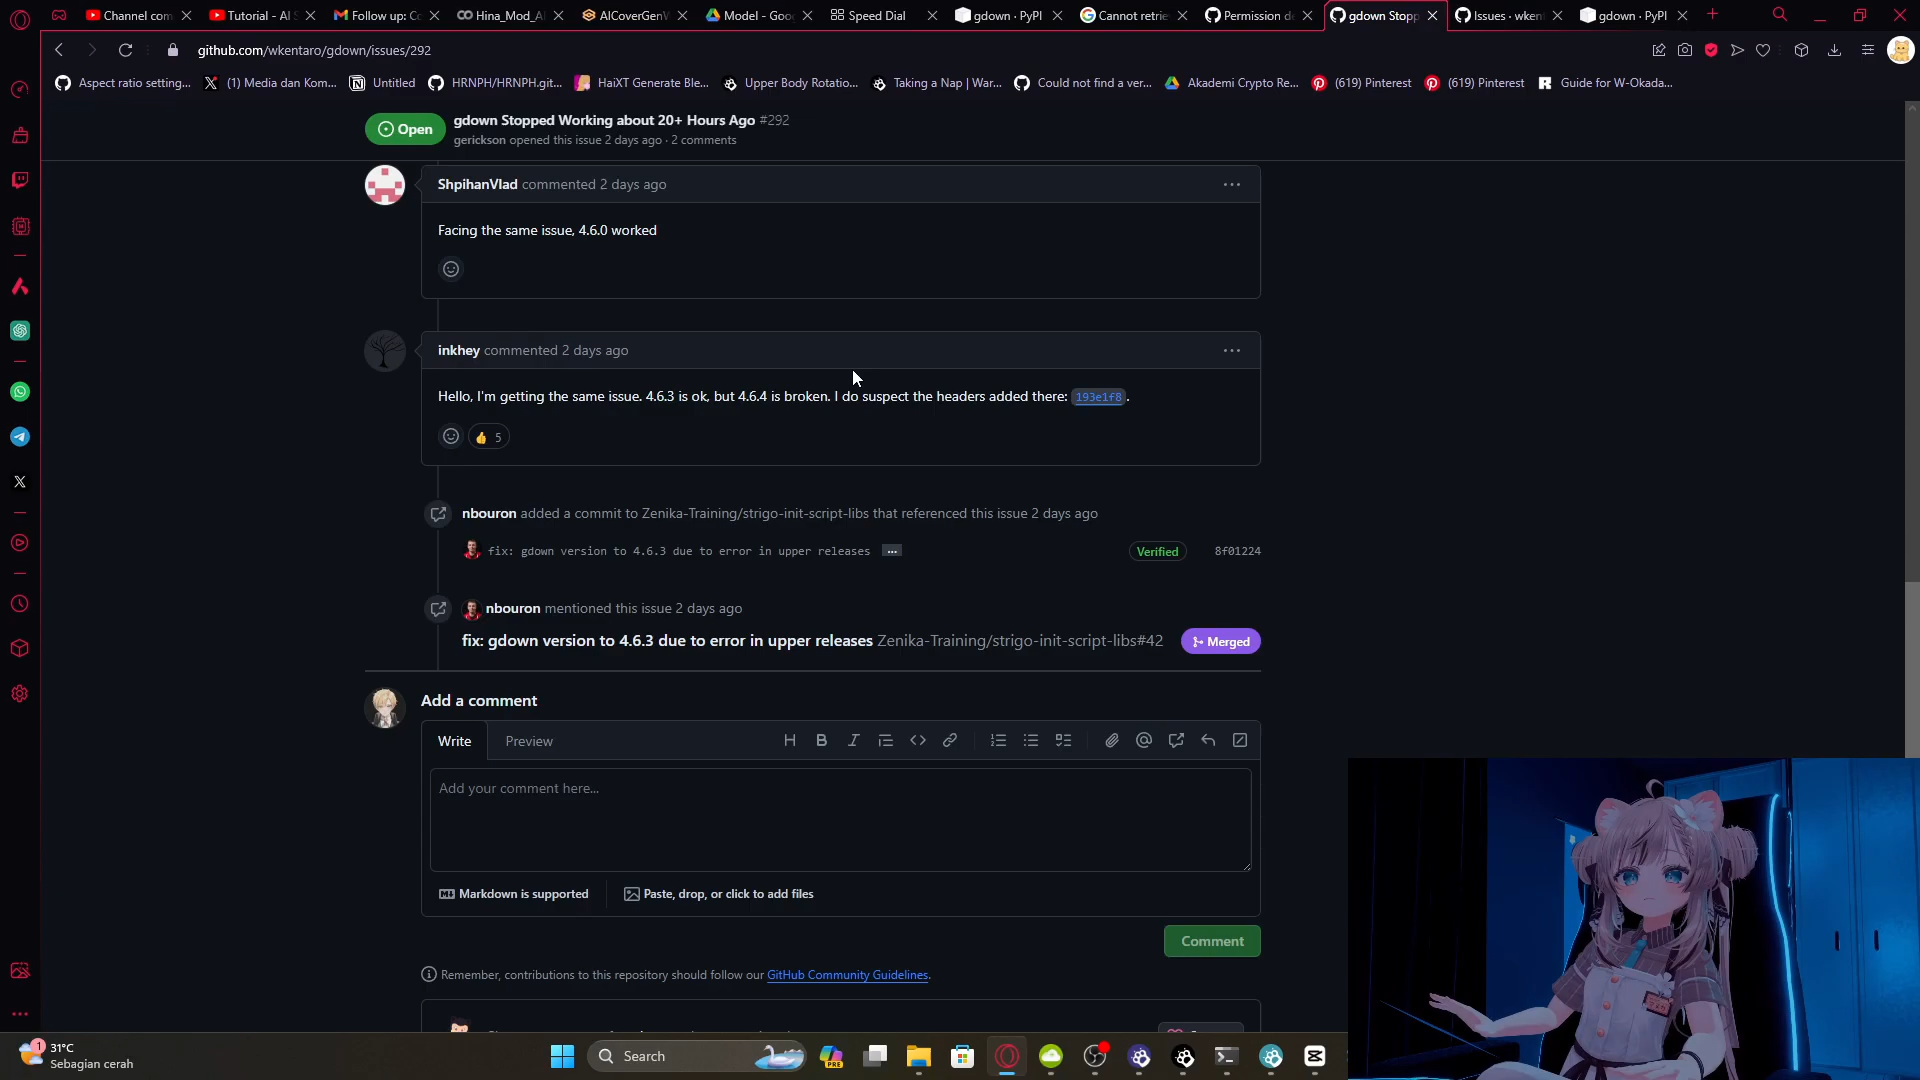 Channel com
Tutorial - AI S
Follow up: Co
Hina_Mod_AI
AICoverGenW
Model - Goo
Speed Dial
gdown · PyPI
Cannot retrie
Permission de
gdown Stopp
Issues · wkent
gdown · PyPI
github.com/wkentaro/gdown/issues/292
Aspect ratio setting...
(1) Media dan Kom...
Untitled
HRNPH/HRNPH.git...
HaiXT Generate Ble...
Upper Body Rotatio...
Taking a Nap | War...
Could not find a ver...
Akademi Crypto Re...
(619) Pinterest
(619) Pinterest
Guide for W-Okada...
Open
gdown Stopped Working about 20+ Hours Ago #292
gerickson opened this issue 2 days ago · 2 comments
ShpihanVlad commented 2 days ago
Facing the same issue, 4.6.0 worked
inkhey commented 2 days ago
Hello, I'm getting the same issue. 4.6.3 is ok, but 4.6.4 is broken. I do suspect the headers added there: 193e1f8.
5
nbouron added a commit to Zenika-Training/strigo-init-script-libs that referenced this issue 2 days ago
fix: gdown version to 4.6.3 due to error in upper releases ...
Verified
8f01224
nbouron mentioned this issue 2 days ago
fix: gdown version to 4.6.3 due to error in upper releases Zenika-Training/strigo-init-script-libs#42
Merged
Add a comment
Write
Preview
Add your comment here...
Markdown is supported
Paste, drop, or click to add files
Comment
Remember, contributions to this repository should follow our GitHub Community Guidelines.
1
31°C
Sebagian cerah
Search
PRE